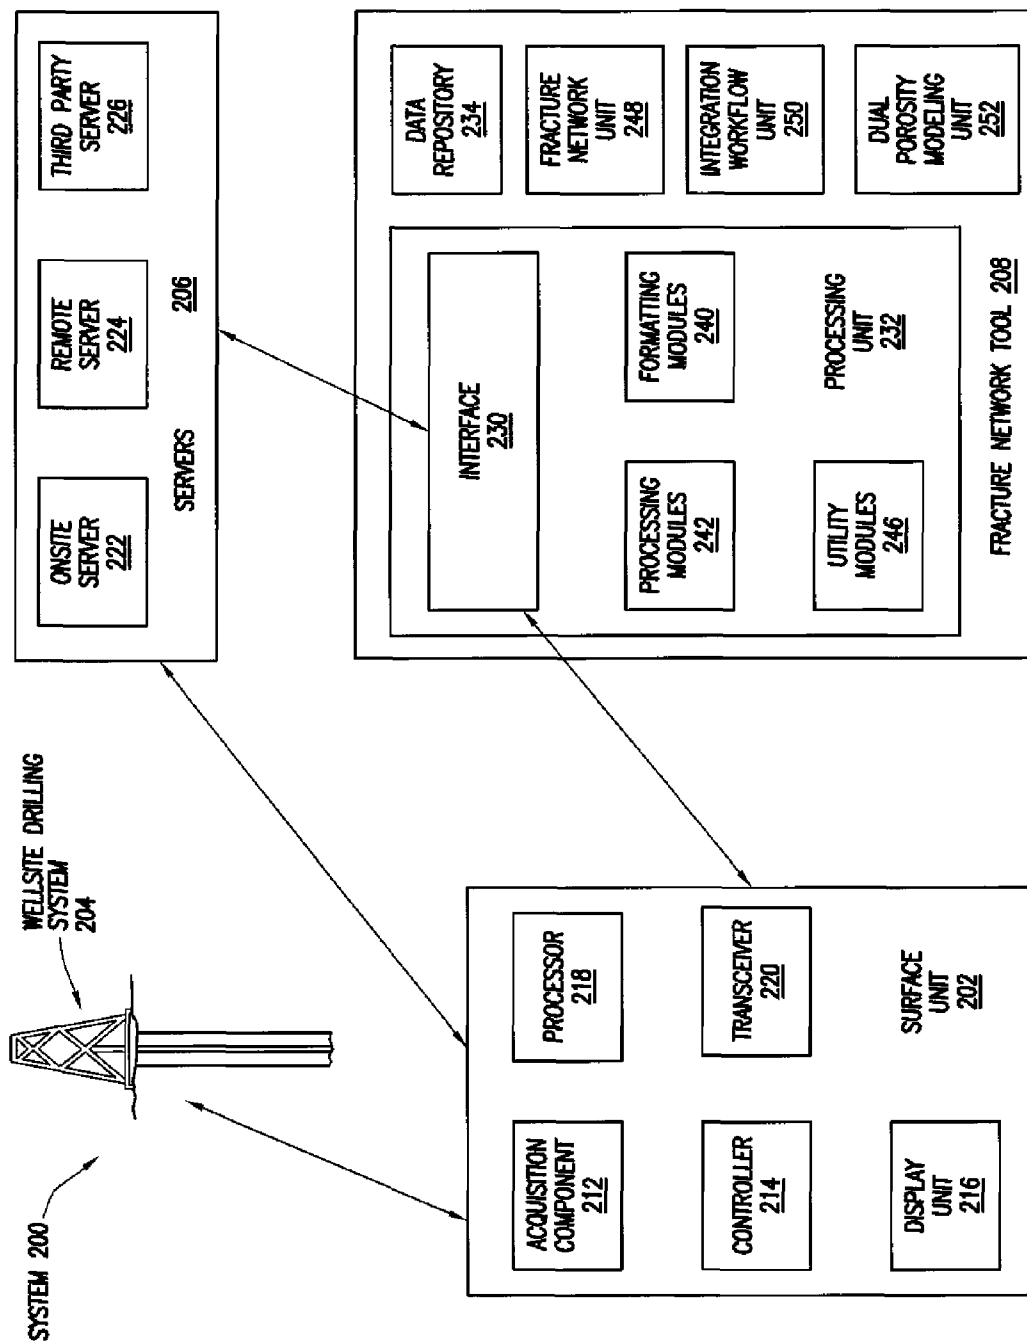 SYSTEM 200
WELLSITE DRILLING
SYSTEM
204
ACQUISITION
COMPONENT
212
PROCESSOR
218
CONTROLLER
214
TRANSCEIVER
220
DISPLAY
UNIT
216
SURFACE
UNIT
202
ONSITE
SERVER
222
REMOTE
SERVER
224
THIRD PARTY
SERVER
226
SERVERS
206
INTERFACE
230
PROCESSING
MODULES
242
FORMATTING
MODULES
240
UTILITY
MODULES
246
PROCESSING
UNIT
232
DATA
REPOSITORY
234
FRACTURE
NETWORK
UNIT
248
INTEGRATION
WORKFLOW
UNIT
250
DUAL
POROSITY
MODELING
UNIT
252
FRACTURE NETWORK TOOL 208